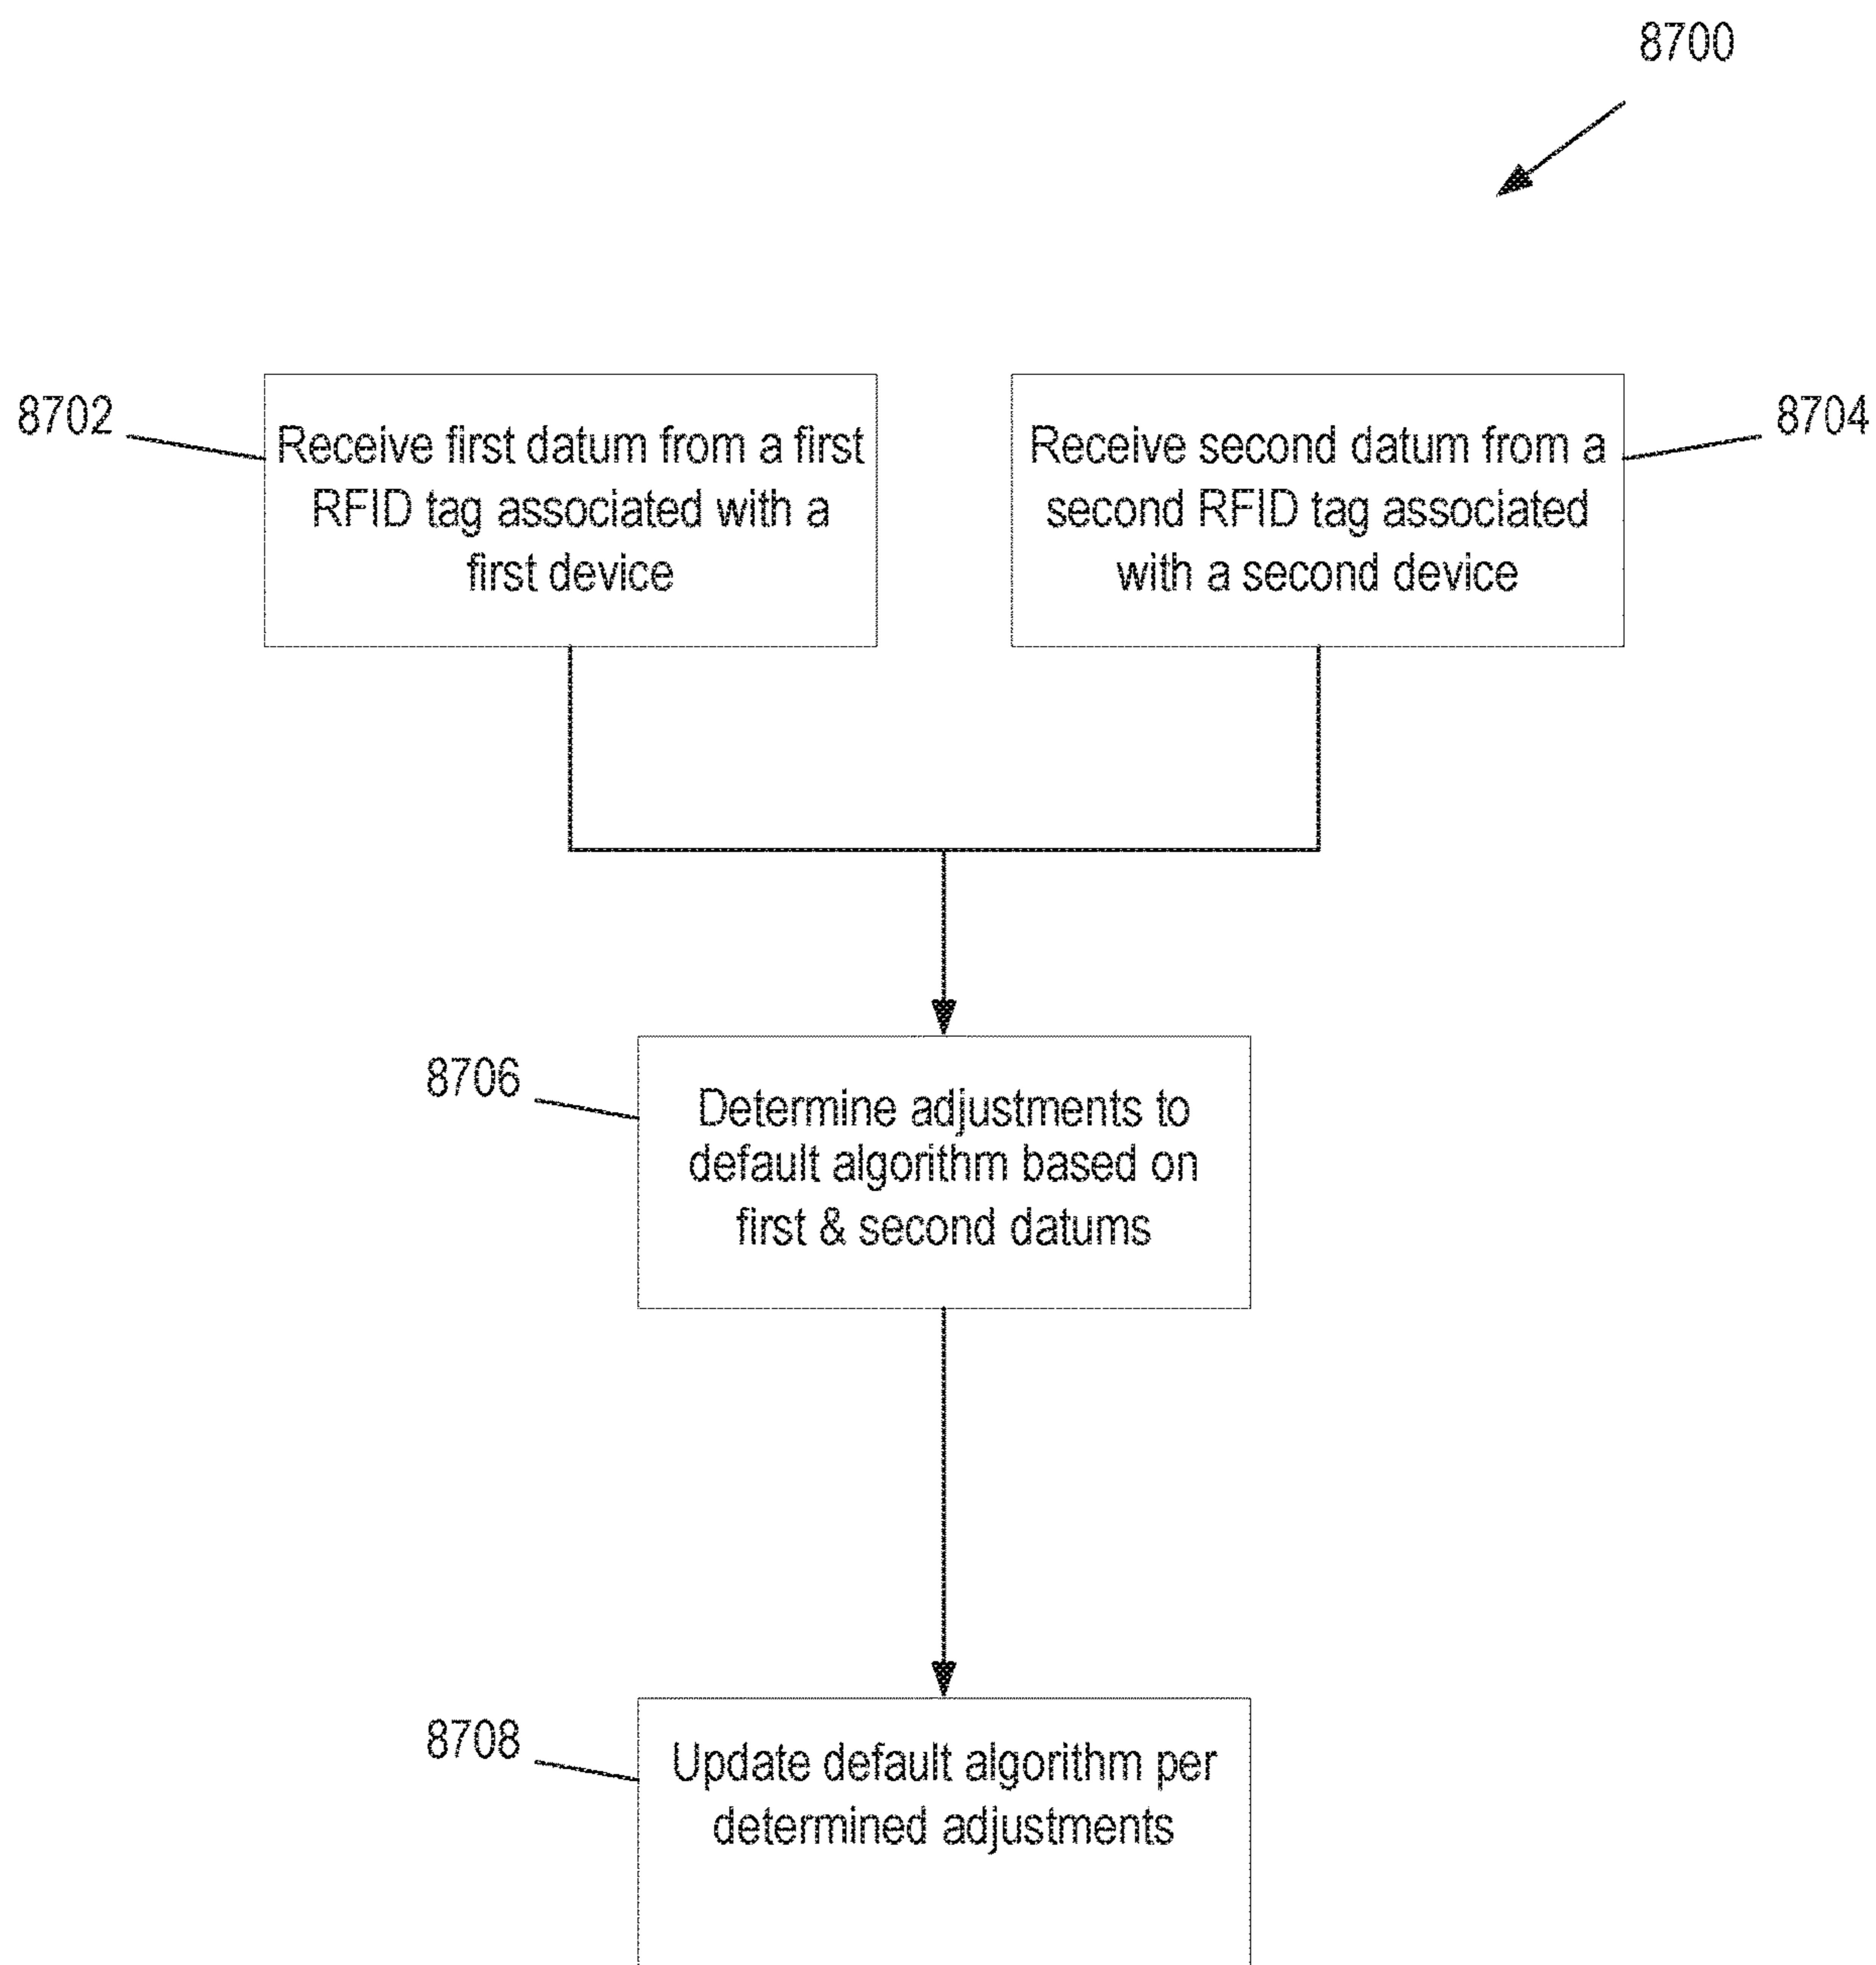 8700
8702
Receive first datum from a first
RFID tag associated with a
first device
Receive second datum from a
second RFID tag associated
with a second device
8704
8706
Determine adjustments to
default algorithm based on
first & second datums
8708
Update default algorithm per
determined adjustments